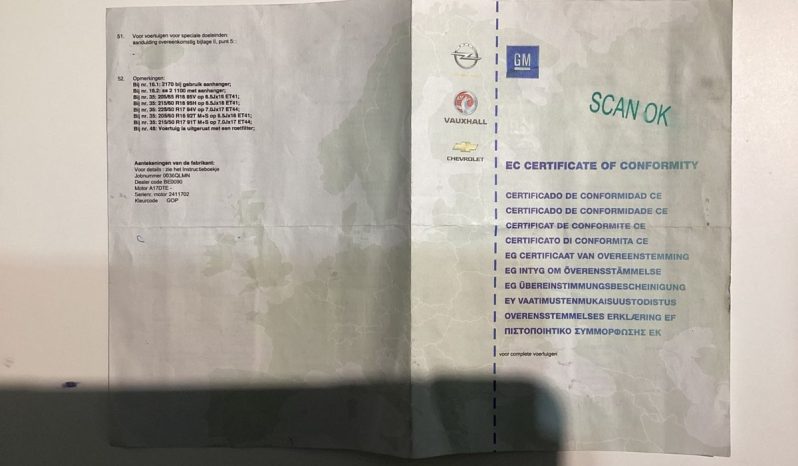 51. Voor voertuigen voor speciale doeleinden:
aanduiding overeenkomstig bijlage II, punt 5:
-
52. Opmerkingen:
Bij nr. 16.1: 2170 bij gebruik aanhanger;
Bij nr. 16.2: as 2 1100 met aanhanger;
Bij nr. 35: 205/55 R16 95V op 6.5Jx16 ET41;
Bij nr. 35: 215/60 R16 95H op 6.5Jx16 ET41;
Bij nr. 35: 225/50 R17 94V op 7.0Jx17 ET44;
Bij nr. 35: 205/60 R16 92T M+S op 6.5Jx16 ET41;
Bij nr. 35: 215/50 R17 91T M+S op 7.0Jx17 ET44;
Bij nr. 48: Voertuig is uitgerust met een roetfilter;
Aantekeningen van de fabrikant:
Voor details : zie het Instructieboekje
Jobnummer 0036QLMN
Dealer code BE0090
Motor A17DTE -
Serienr. motor 2411702
Kleurcode GOP
OPEL
GM
VAUXHALL
CHEVROLET
SCAN OK
EC CERTIFICATE OF CONFORMITY
CERTIFICADO DE CONFORMIDAD CE
CERTIFICADO DE CONFORMIDADE CE
CERTIFICAT DE CONFORMITE CE
CERTIFICATO DI CONFORMITA CE
EG CERTIFICAAT VAN OVEREENSTEMMING
EG INTYG OM ÖVERENSSTÄMMELSE
EG ÜBEREINSTIMMUNGSBESCHEINIGUNG
EY VAATIMUSTENMUKAISUUSTODISTUS
OVERENSSTEMMELSES ERKLÆRING EF
ΠΙΣΤΟΠΟΙΗΤΙΚΟ ΣΥΜΜΟΡΦΩΣΗΣ ΕΚ
voor complete voertuigen